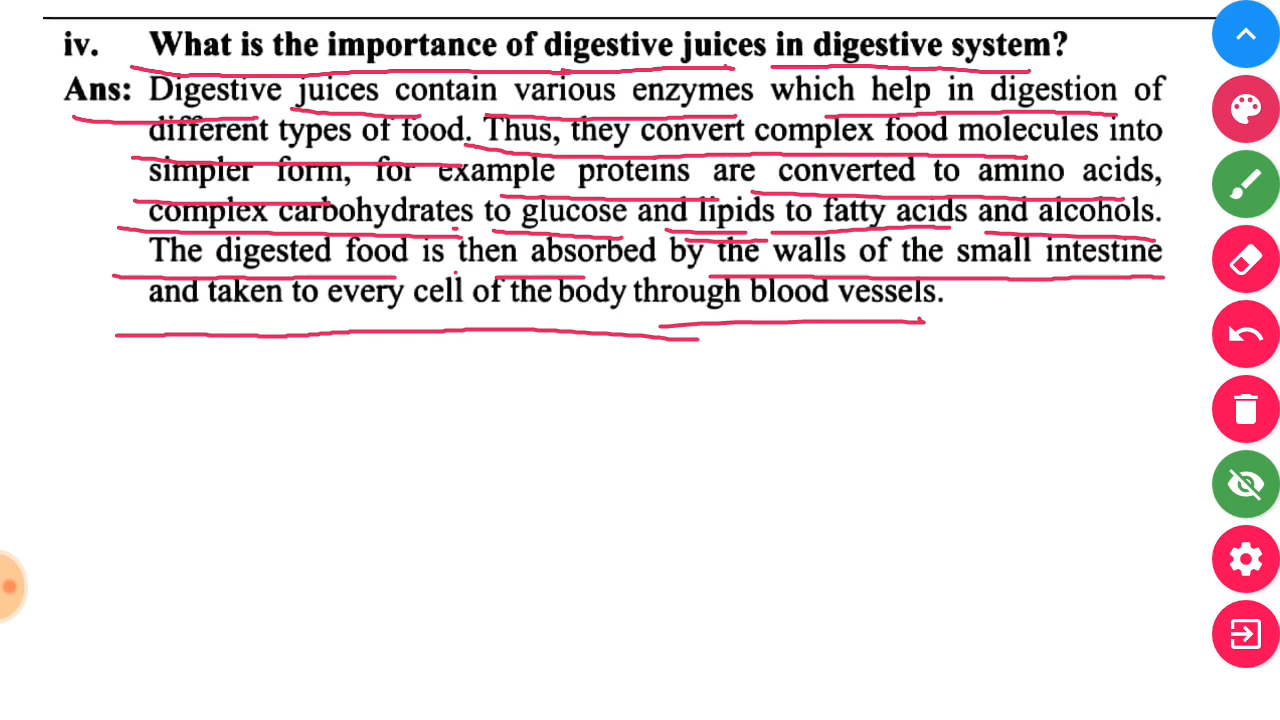 iv. What is the importance of digestive juices in digestive system?
Ans: Digestive juices contain various enzymes which help in digestion of
different types of food. Thus, they convert complex food molecules into
simpler form, for example proteins are converted to amino acids,
complex carbohydrates to glucose and lipids to fatty acids and alcohols.
The digested food is then absorbed by the walls of the small intestine
and taken to every cell of the body through blood vessels.